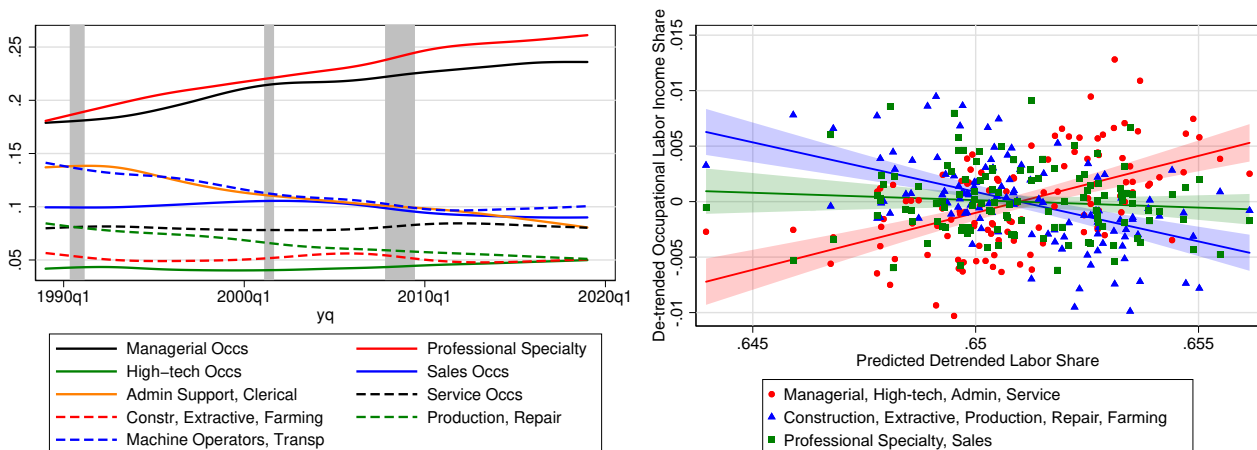 .25
.2
.15
.1
.05
1990q1
2000q1
2010q1
2020q1
yq
Managerial Occs
Professional Specialty
High-tech Occs
Sales Occs
Admin Support, Clerical
Service Occs
Constr, Extractive, Farming
Production, Repair
Machine Operators, Transp
De-trended Occupational Labor Income Share
.015
.01
.005
0
-.005
-.01
.645
.65
.655
Predicted Detrended Labor Share
Managerial, High-tech, Admin, Service
Construction, Extractive, Production, Repair, Farming
Professional Specialty, Sales